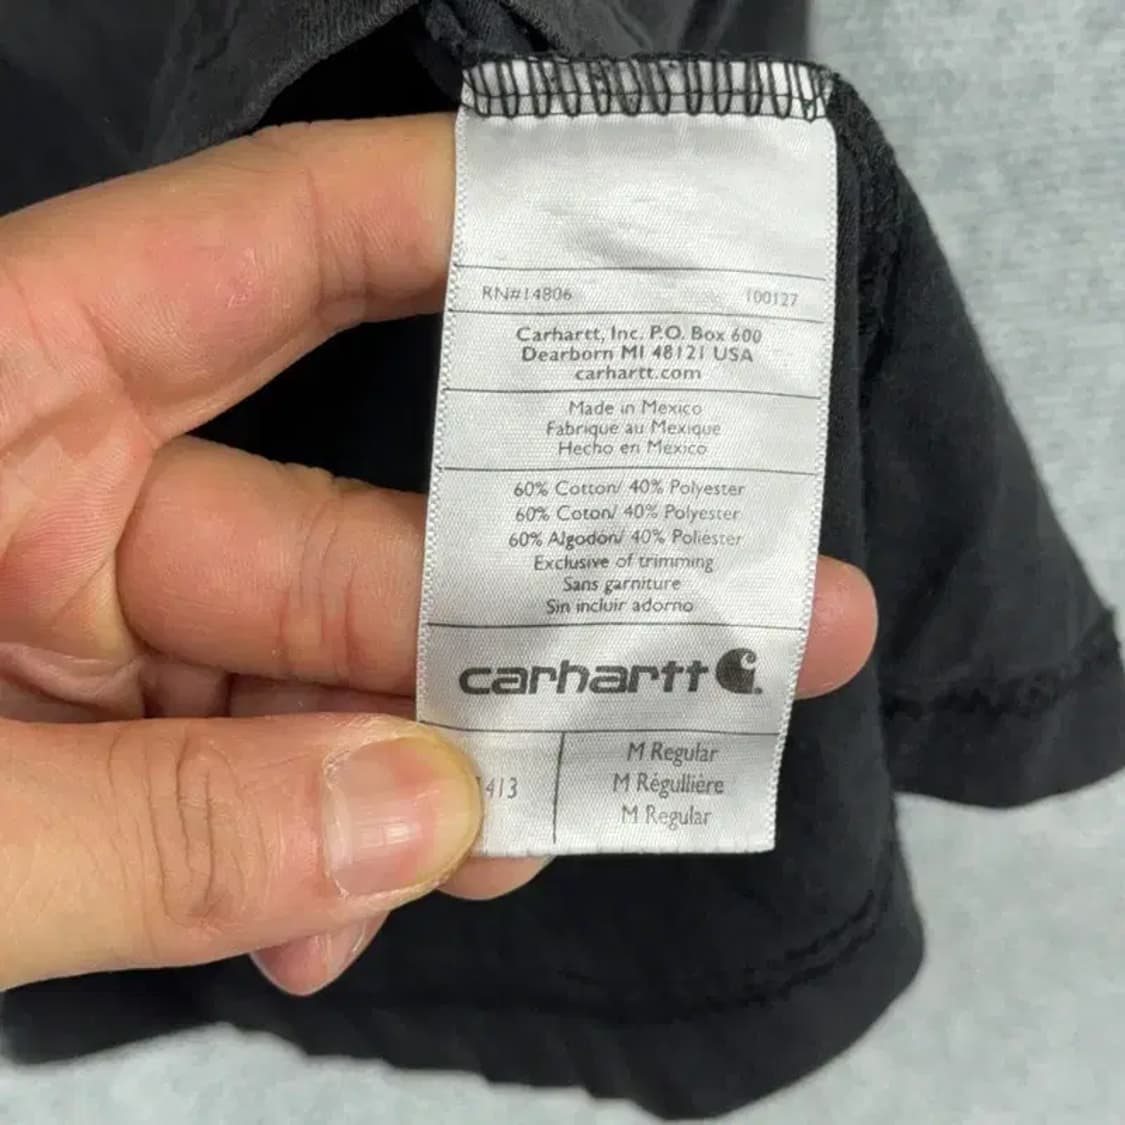 RN#14806 100127
Carhartt, Inc. P.O. Box 600
Dearborn MI 48121 USA
carhartt.com
Made in Mexico
Fabriqué au Mexique
Hecho en Mexico
60% Cotton/ 40% Polyester
60% Coton/ 40% Polyester
60% Algodon/ 40% Poliester
Exclusive of trimming
Sans garniture
Sin incluir adorno
carhartt
M Regular
413 M Régullière
M Regular